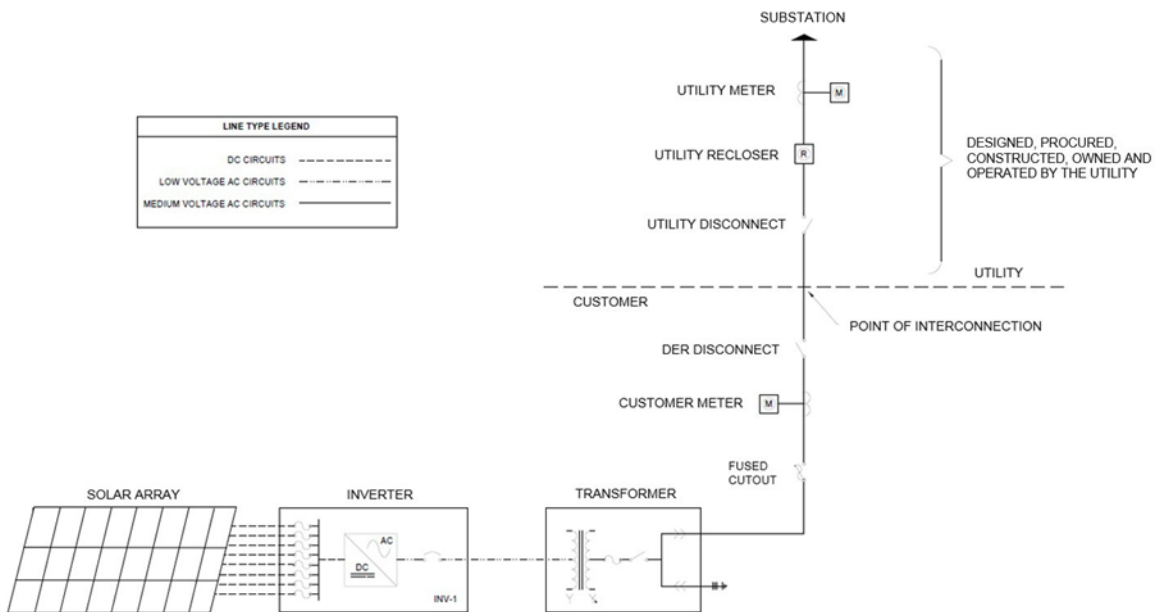 SUBSTATION
UTILITY METER
M
LINE TYPE LEGEND
DC CIRCUITS
LOW VOLTAGE AC CIRCUITS
MEDIUM VOLTAGE AC CIRCUITS
UTILITY RECLOSER
R
DESIGNED, PROCURED,
CONSTRUCTED, OWNED AND
OPERATED BY THE UTILITY
UTILITY DISCONNECT
UTILITY
CUSTOMER
POINT OF INTERCONNECTION
DER DISCONNECT
CUSTOMER METER
M
FUSED
CUTOUT
SOLAR ARRAY
INVERTER
TRANSFORMER
AC
DC
INV-1